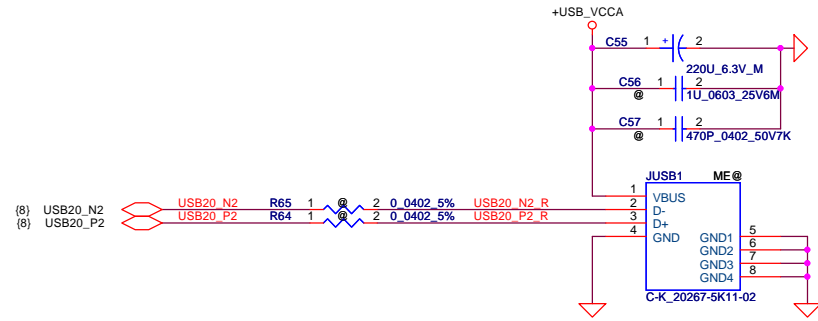 +USB_VCCA
C55 1 + 2
220U_6.3V_M
C56 1 2
@ 1U_0603_25V6M
C57 1 2
@ 470P_0402_50V7K
JUSB1 ME@
1 VBUS
{8} USB20_N2 USB20_N2 R65 1 @ 2 0_0402_5% USB20_N2_R 2 D-
{8} USB20_P2 USB20_P2 R64 1 @ 2 0_0402_5% USB20_P2_R 3 D+
4 GND GND1 5
GND2 6
GND3 7
GND4 8
C-K_20267-5K11-02